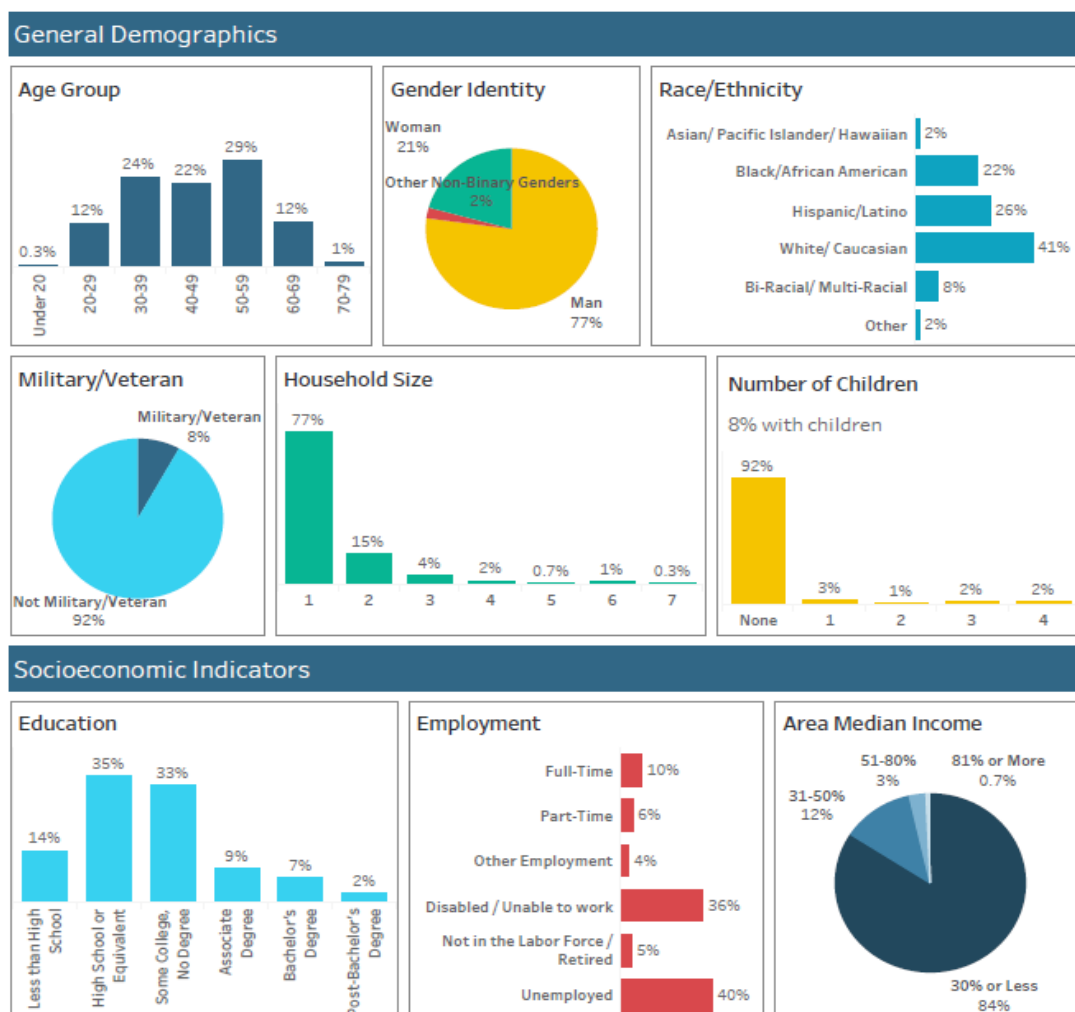 General Demographics
Age Group
0.3%
12%
24%
22%
29%
12%
1%
Under 20
20-29
30-39
40-49
50-59
60-69
70-79
Gender Identity
Woman
21%
Other Non-Binary Genders
2%
Man
77%
Race/Ethnicity
Asian/ Pacific Islander/ Hawaiian
2%
Black/African American
22%
Hispanic/Latino
26%
White/ Caucasian
41%
Bi-Racial/ Multi-Racial
8%
Other
2%
Military/Veteran
Military/Veteran
8%
Not Military/Veteran
92%
Household Size
77%
15%
4%
2%
0.7%
1%
0.3%
1
2
3
4
5
6
7
Number of Children
8% with children
92%
3%
1%
2%
2%
None
1
2
3
4
Socioeconomic Indicators
Education
14%
35%
33%
9%
7%
2%
Less than High
School
High School or
Equivalent
Some College,
No Degree
Associate
Degree
Bachelor's
Degree
Post-Bachelor's
Degree
Employment
Full-Time
10%
Part-Time
6%
Other Employment
4%
Disabled / Unable to work
36%
Not in the Labor Force /
Retired
5%
Unemployed
40%
Area Median Income
51-80%
3%
81% or More
0.7%
31-50%
12%
30% or Less
84%